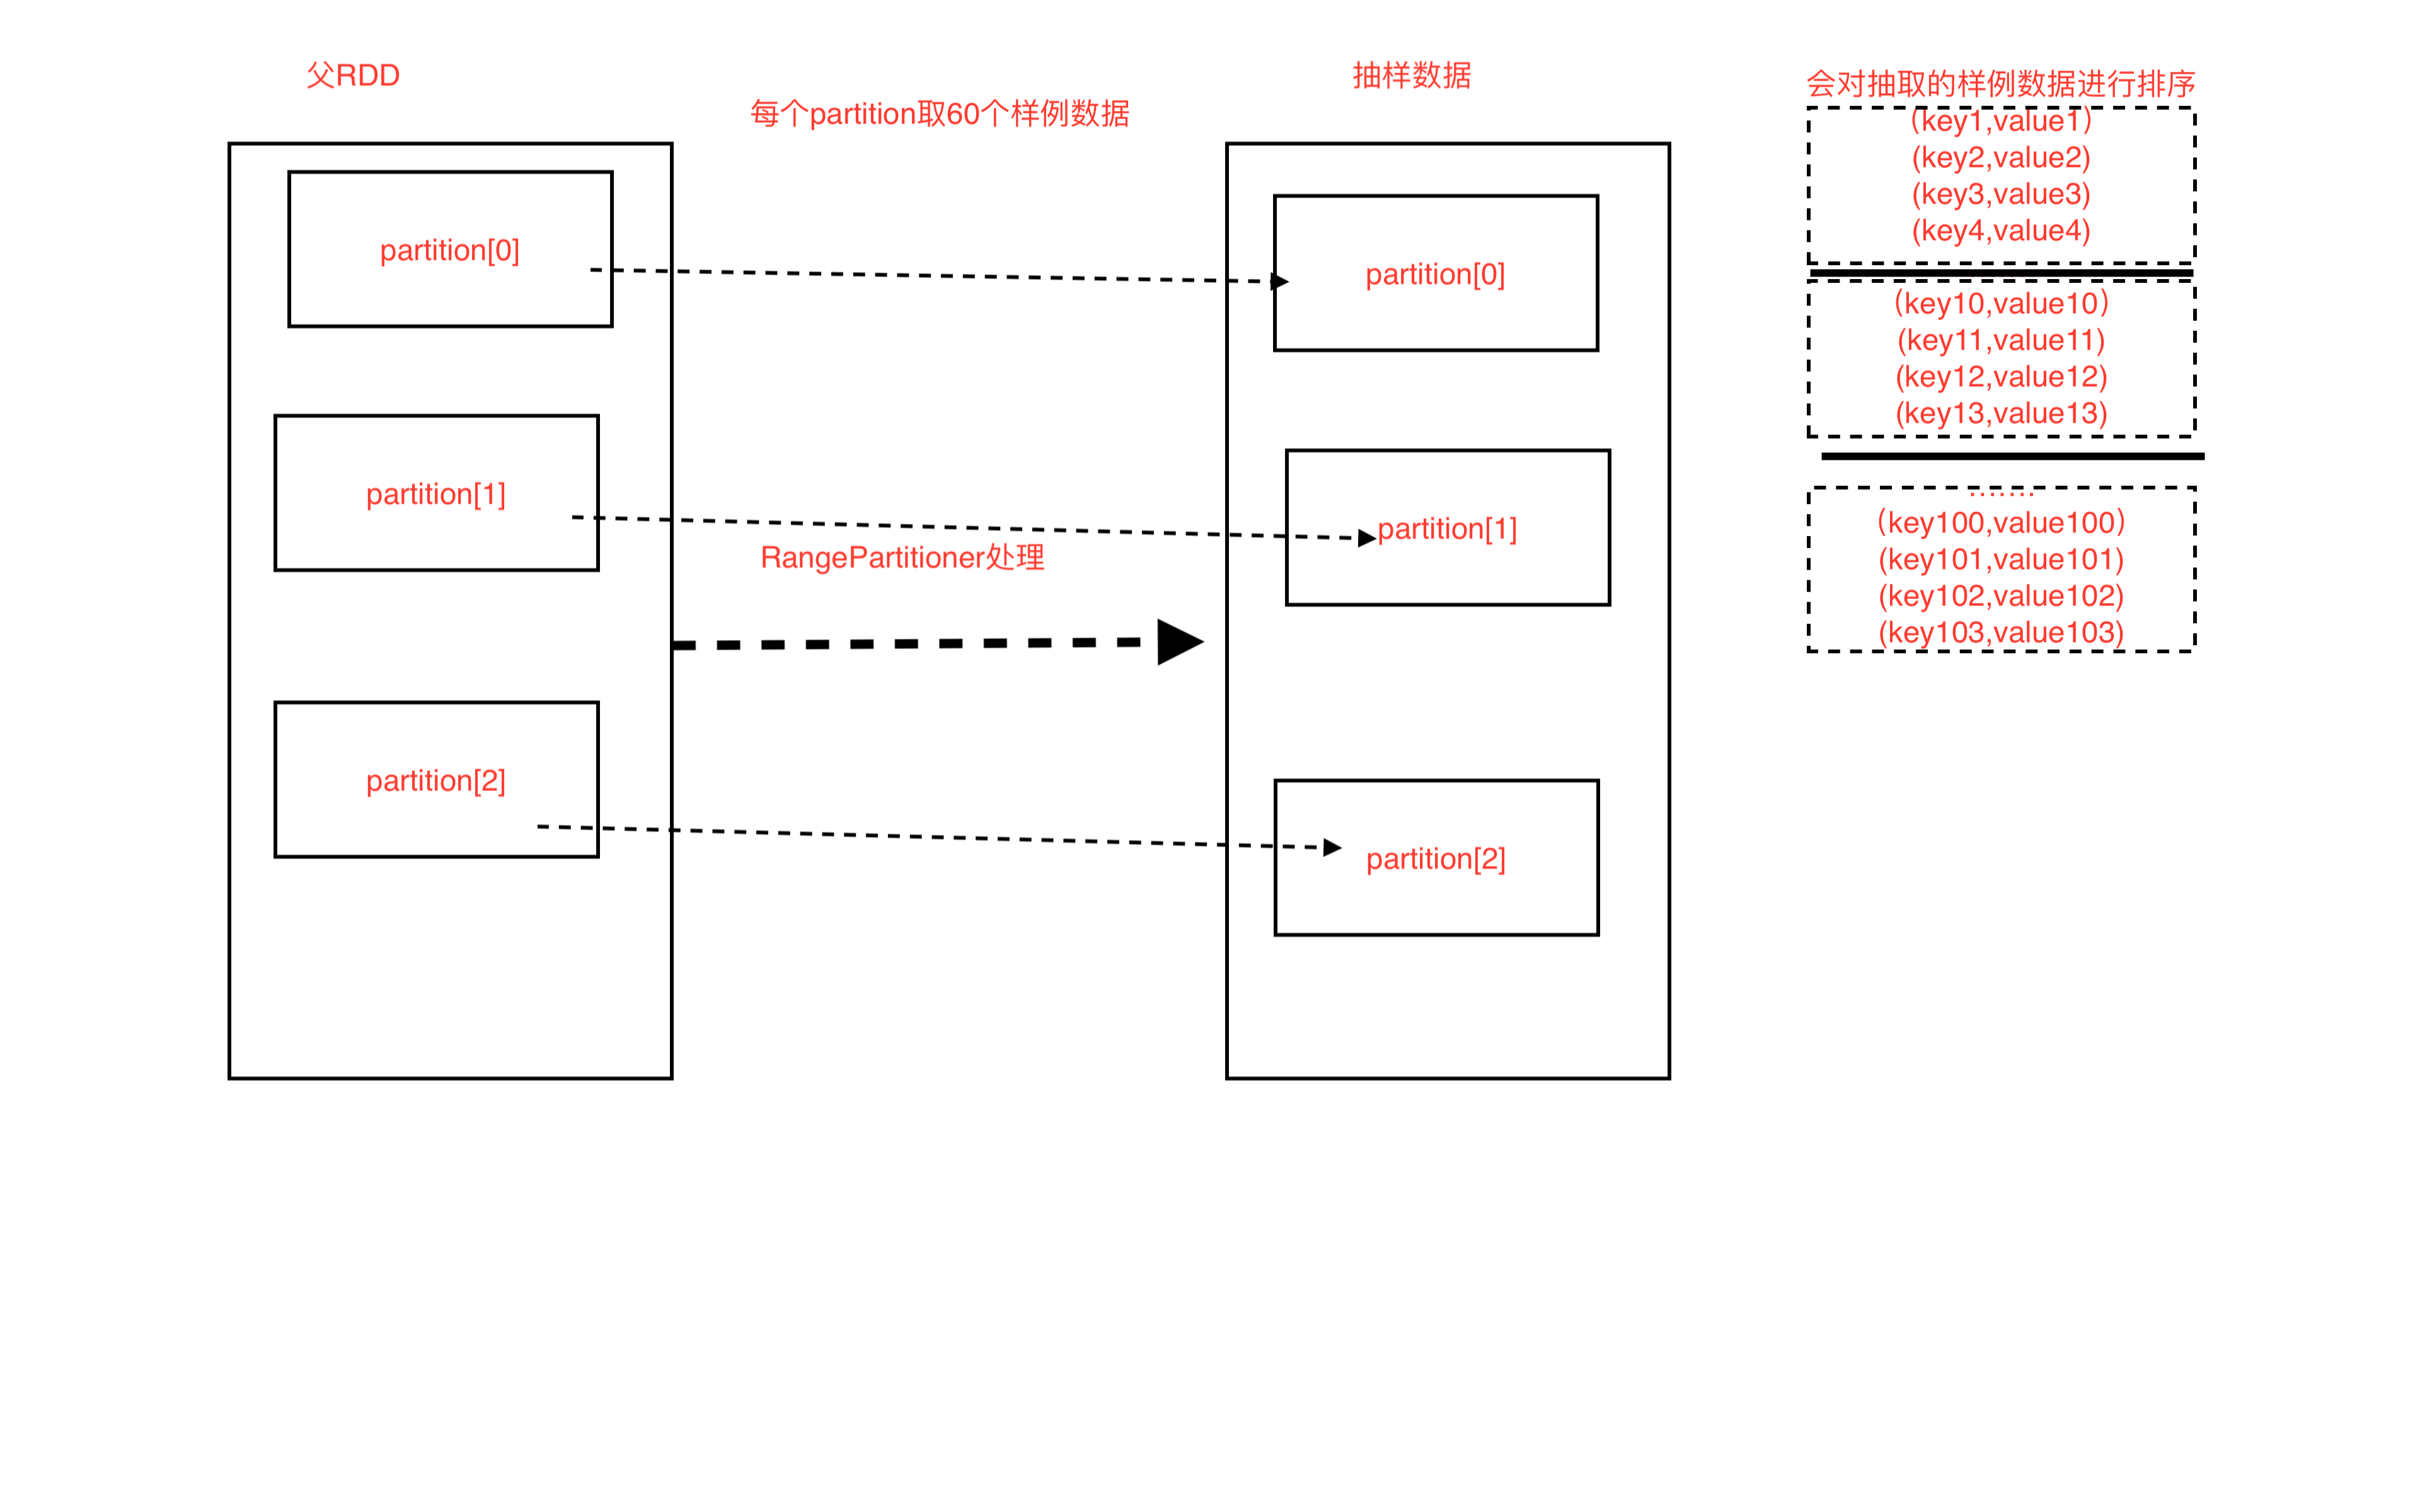 父RDD
每个partition取60个样例数据
抽样数据
会对抽取的样例数据进行排序
partition[0]
partition[1]
partition[2]
RangePartitioner处理
partition[0]
partition[1]
partition[2]
(key1,value1)
(key2,value2)
(key3,value3)
(key4,value4)
(key10,value10)
(key11,value11)
(key12,value12)
(key13,value13)
.......
(key100,value100)
(key101,value101)
(key102,value102)
(key103,value103)